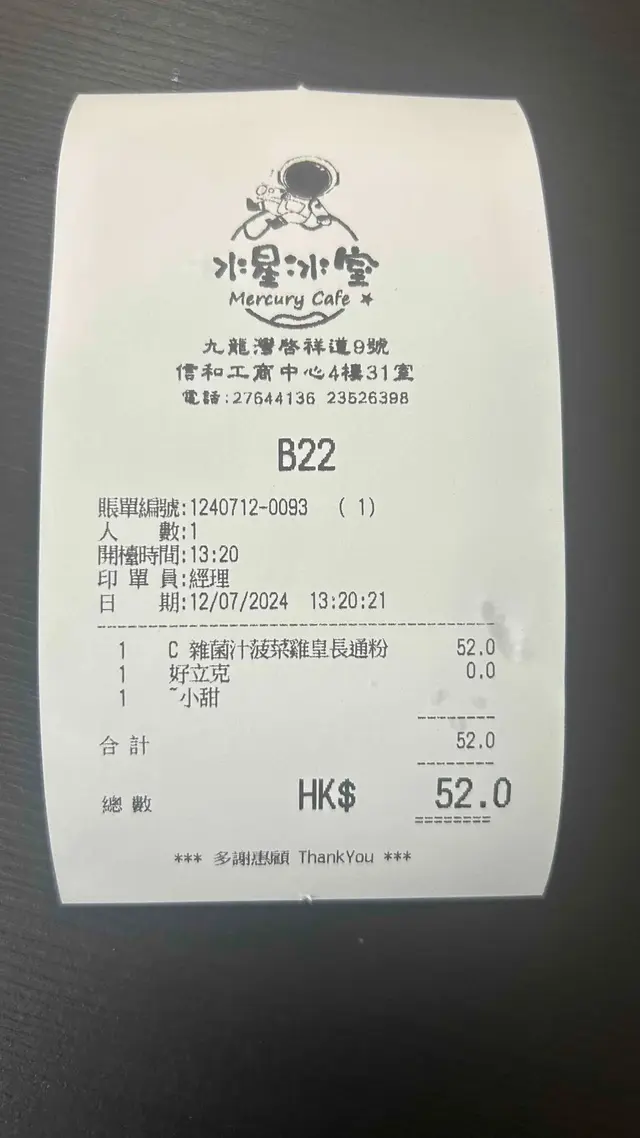 水星冰室
Mercury Cafe
九龍灣啓祥道9號
信和工商中心4樓31室
電話:27644136 23526398
B22
賬單編號:1240712-0093 ( 1)
人 數:1
開檯時間:13:20
印 單 員:經理
日 期:12/07/2024 13:20:21
1 C 雜菌汁菠菜雞皇長通粉 52.0
1 好立克 0.0
1 ~小甜
合 計 52.0
總 數 HK$ 52.0
*** 多謝惠顧 ThankYou ***